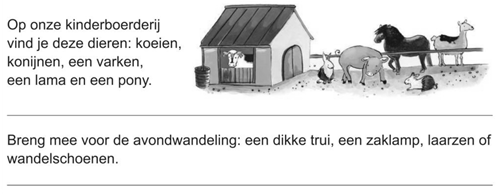 Op onze kinderboerderij
vind je deze dieren: koeien,
konijnen, een varken,
een lama en een pony.
Breng mee voor de avondwandeling: een dikke trui, een zaklamp, laarzen of
wandelschoenen.